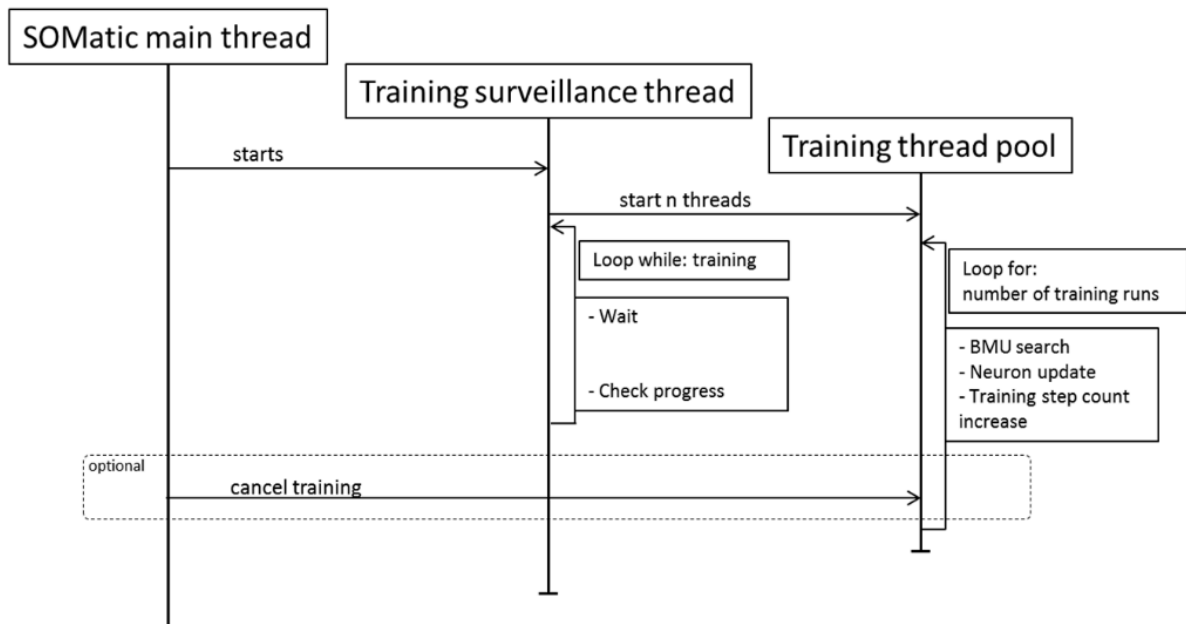 SOMatic main thread
Training surveillance thread
Training thread pool
starts
start n threads
Loop while: training
- Wait
- Check progress
Loop for:
number of training runs
- BMU search
- Neuron update
- Training step count
increase
optional
cancel training